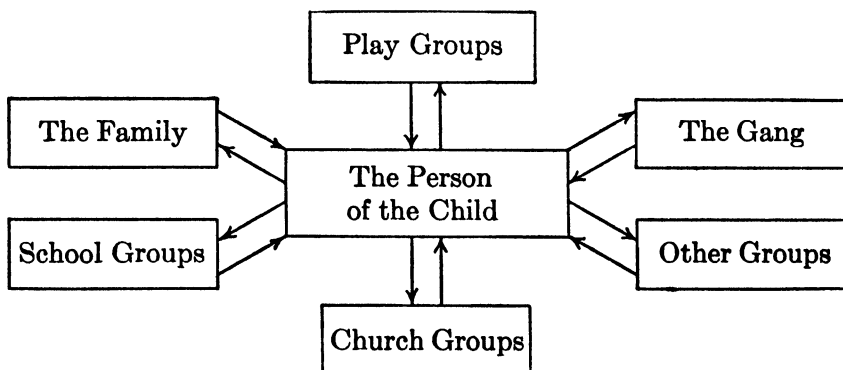 Play Groups
The Family
The Gang
The Person
of the Child
School Groups
Other Groups
Church Groups